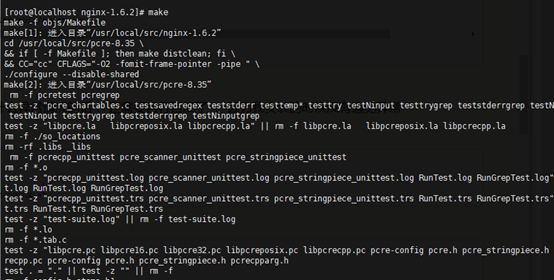 [root@localhost nginx-1.6.2]# make
make -f objs/Makefile
make[1]: 进入目录“/usr/local/src/nginx-1.6.2”
cd /usr/local/src/pcre-8.35 \
&& if [ -f Makefile ]; then make distclean; fi \
&& CC="cc" CFLAGS="-O2 -fomit-frame-pointer -pipe " \
./configure --disable-shared
make[2]: 进入目录“/usr/local/src/pcre-8.35”
rm -f pcretest pcregrep
test -z "pcre_chartables.c testsavedregex teststderr testtemp* testtry testNinput testtrygrep teststderrgrep testN
testNinput testtrygrep teststderrgrep testNinputgrep
test -z "libpcre.la   libpcreposix.la libpcrecpp.la" || rm -f libpcre.la   libpcreposix.la libpcrecpp.la
rm -f ./so_locations
rm -rf .libs _libs
rm -f pcrecpp_unittest pcre_scanner_unittest pcre_stringpiece_unittest
rm -f *.o
test -z "pcrecpp_unittest.log pcre_scanner_unittest.log pcre_stringpiece_unittest.log RunTest.log RunGrepTest.log"
t.log RunTest.log RunGrepTest.log
test -z "pcrecpp_unittest.trs pcre_scanner_unittest.trs pcre_stringpiece_unittest.trs RunTest.trs RunGrepTest.trs"
t.trs RunTest.trs RunGrepTest.trs
test -z "test-suite.log" || rm -f test-suite.log
rm -f *.lo
rm -f *.tab.c
test -z "libpcre.pc libpcre16.pc libpcre32.pc libpcreposix.pc libpcrecpp.pc pcre-config pcre.h pcre_stringpiece.h
recpp.pc pcre-config pcre.h pcre_stringpiece.h pcrecpparg.h
test . = "." || test -z "" || rm -f